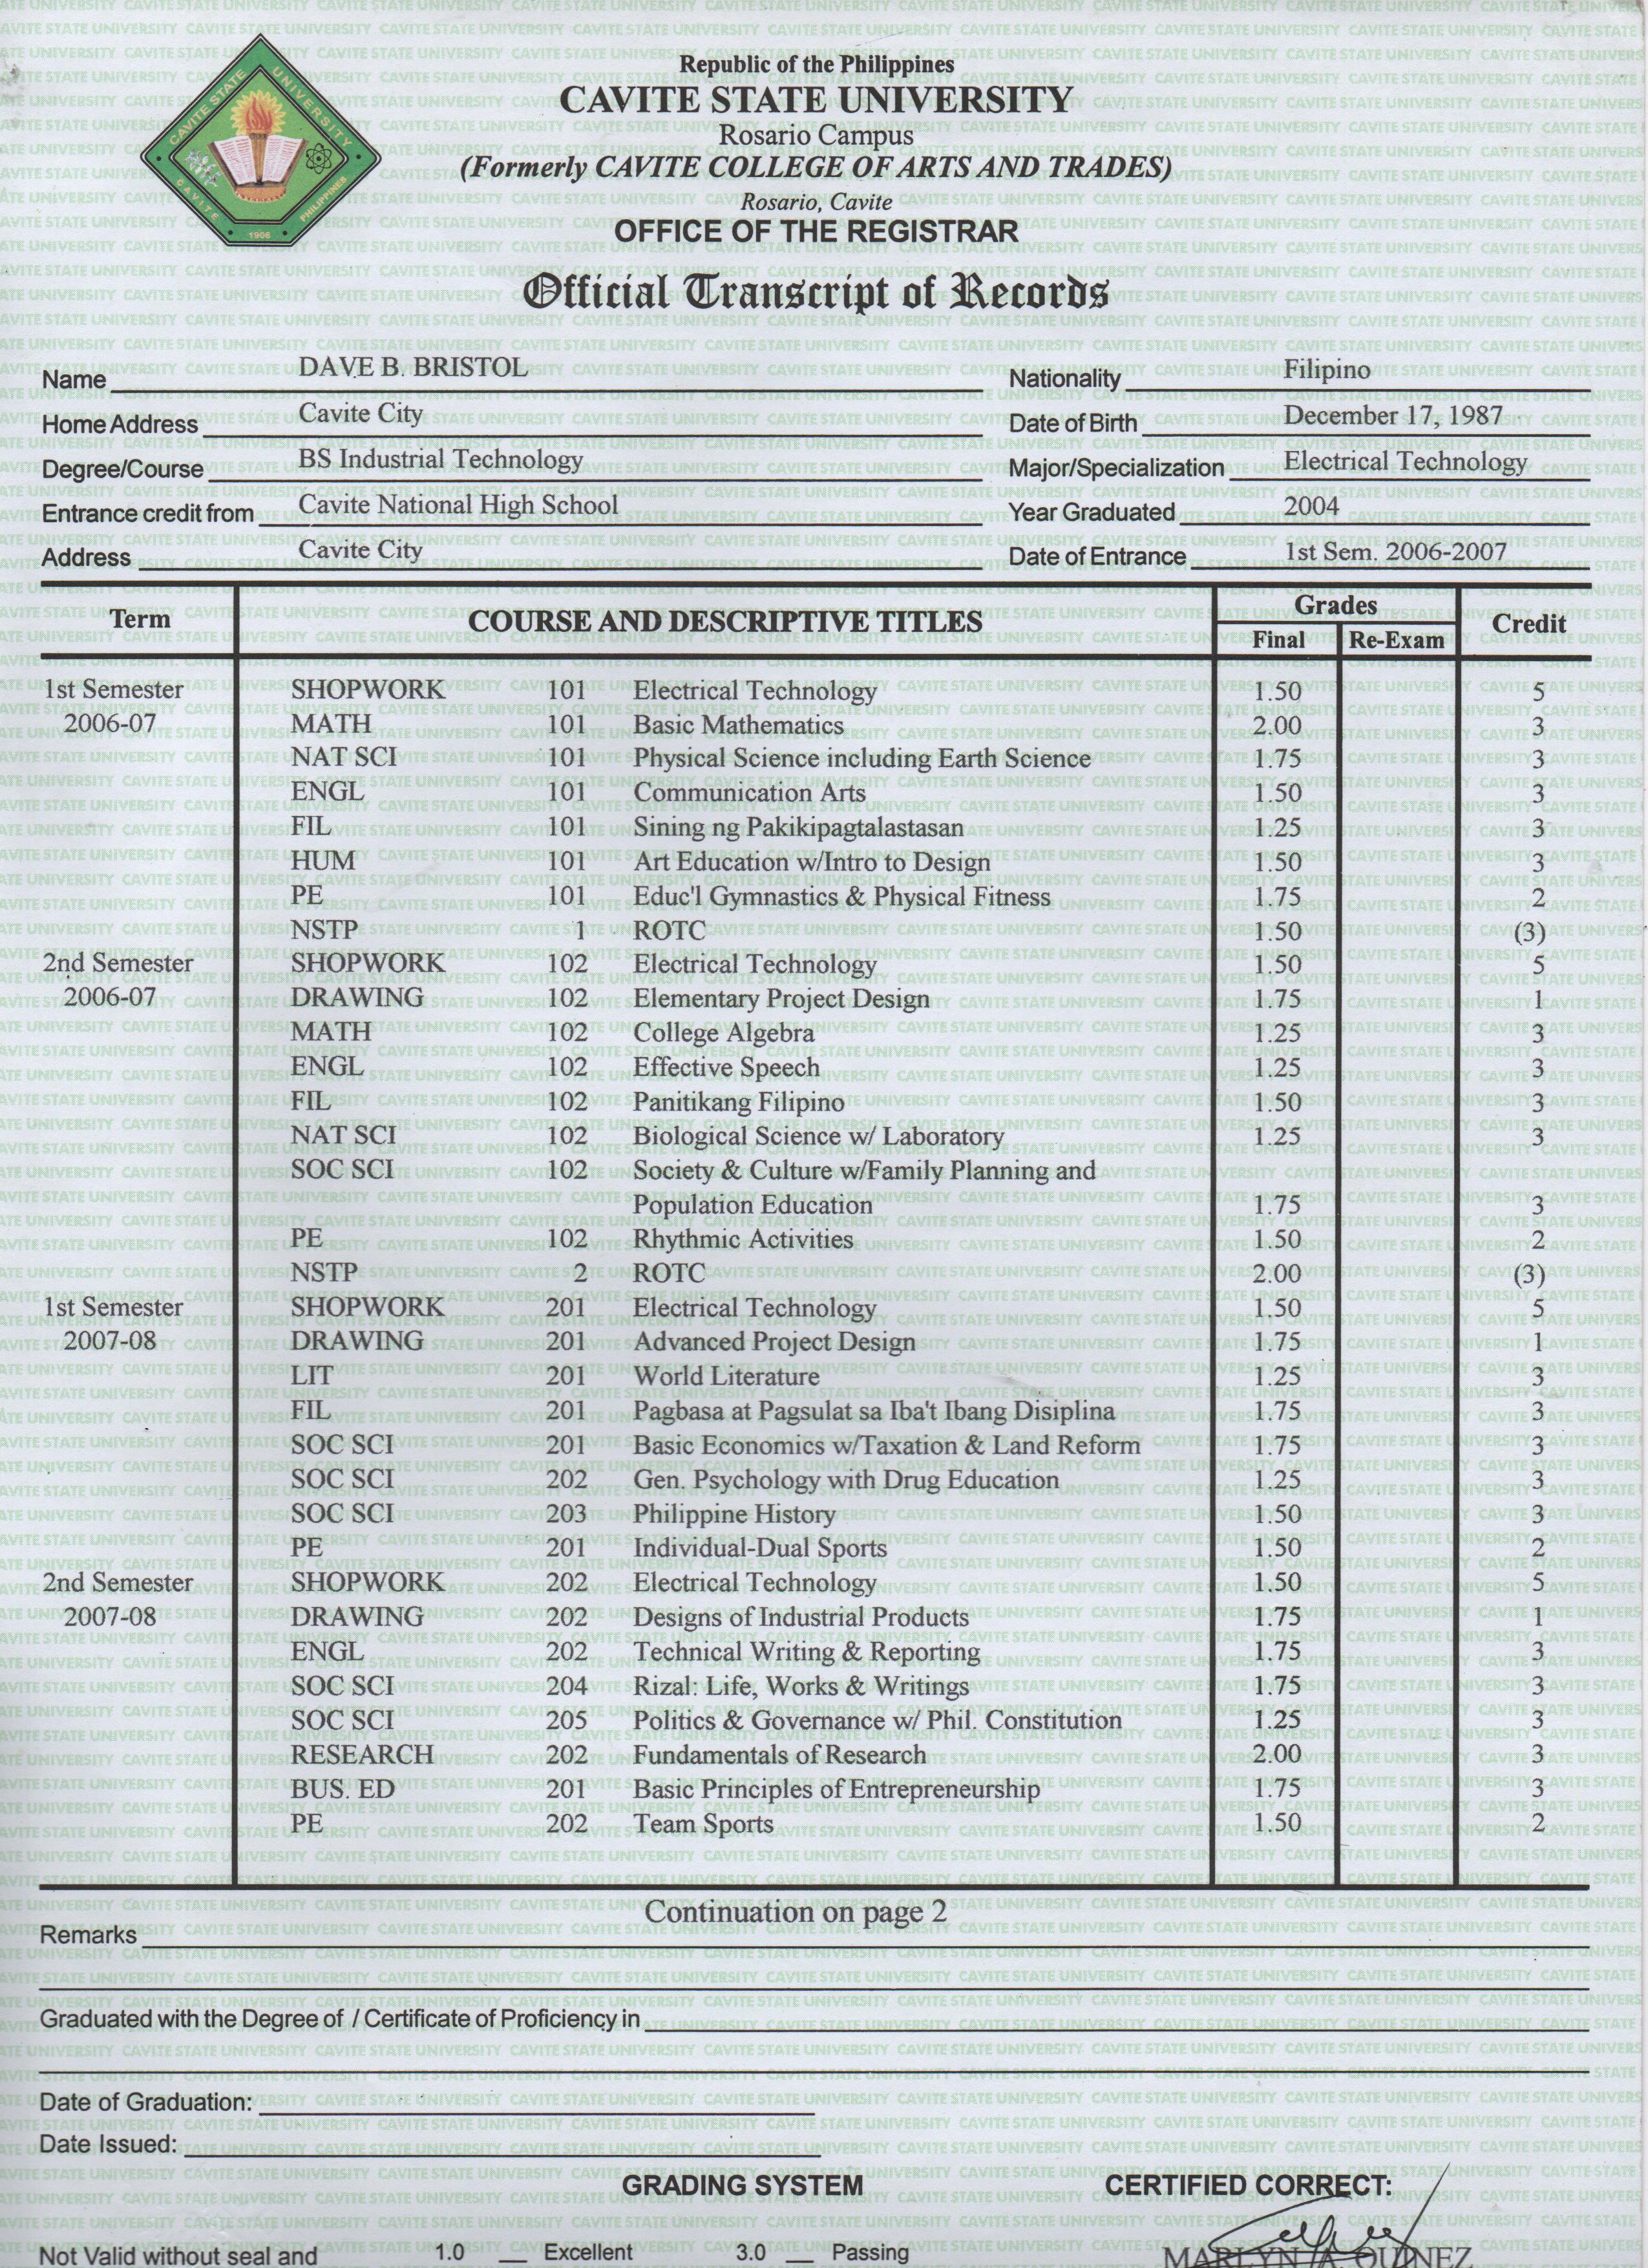 Republic of the Philippines
CAVITE STATE UNIVERSITY
Rosario Campus
(Formerly CAVITE COLLEGE OF ARTS AND TRADES)
Rosario, Cavite
OFFICE OF THE REGISTRAR
Official Transcript of Records
CAVITE STATE UNIVERSITY
CAVITE PHILIPPINES
1906
Name DAVE B. BRISTOL Nationality Filipino
Home Address Cavite City Date of Birth December 17, 1987
Degree/Course BS Industrial Technology Major/Specialization Electrical Technology
Entrance credit from Cavite National High School Year Graduated 2004
Address Cavite City Date of Entrance 1st Sem. 2006-2007
Term COURSE AND DESCRIPTIVE TITLES Grades Credit
Final Re-Exam
1st Semester SHOPWORK 101 Electrical Technology 1.50 5
2006-07 MATH 101 Basic Mathematics 2.00 3
NAT SCI 101 Physical Science including Earth Science 1.75 3
ENGL 101 Communication Arts 1.50 3
FIL 101 Sining ng Pakikipagtalastasan 1.25 3
HUM 101 Art Education w/Intro to Design 1.50 3
PE 101 Educ'l Gymnastics & Physical Fitness 1.75 2
NSTP 1 ROTC 1.50 (3)
2nd Semester SHOPWORK 102 Electrical Technology 1.50 5
2006-07 DRAWING 102 Elementary Project Design 1.75 1
MATH 102 College Algebra 1.25 3
ENGL 102 Effective Speech 1.25 3
FIL 102 Panitikang Filipino 1.50 3
NAT SCI 102 Biological Science w/ Laboratory 1.25 3
SOC SCI 102 Society & Culture w/Family Planning and
Population Education 1.75 3
PE 102 Rhythmic Activities 1.50 2
NSTP 2 ROTC 2.00 (3)
1st Semester SHOPWORK 201 Electrical Technology 1.50 5
2007-08 DRAWING 201 Advanced Project Design 1.75 1
LIT 201 World Literature 1.25 3
FIL 201 Pagbasa at Pagsulat sa Iba't Ibang Disiplina 1.75 3
SOC SCI 201 Basic Economics w/Taxation & Land Reform 1.75 3
SOC SCI 202 Gen. Psychology with Drug Education 1.25 3
SOC SCI 203 Philippine History 1.50 3
PE 201 Individual-Dual Sports 1.50 2
2nd Semester SHOPWORK 202 Electrical Technology 1.50 5
2007-08 DRAWING 202 Designs of Industrial Products 1.75 1
ENGL 202 Technical Writing & Reporting 1.75 3
SOC SCI 204 Rizal: Life, Works & Writings 1.75 3
SOC SCI 205 Politics & Governance w/ Phil. Constitution 1.25 3
RESEARCH 202 Fundamentals of Research 2.00 3
BUS. ED 201 Basic Principles of Entrepreneurship 1.75 3
PE 202 Team Sports 1.50 2
Continuation on page 2
Remarks
Graduated with the Degree of / Certificate of Proficiency in
Date of Graduation:
Date Issued:
GRADING SYSTEM CERTIFIED CORRECT:
Not Valid without seal and 1.0 — Excellent 3.0 — Passing
MARLYN A.